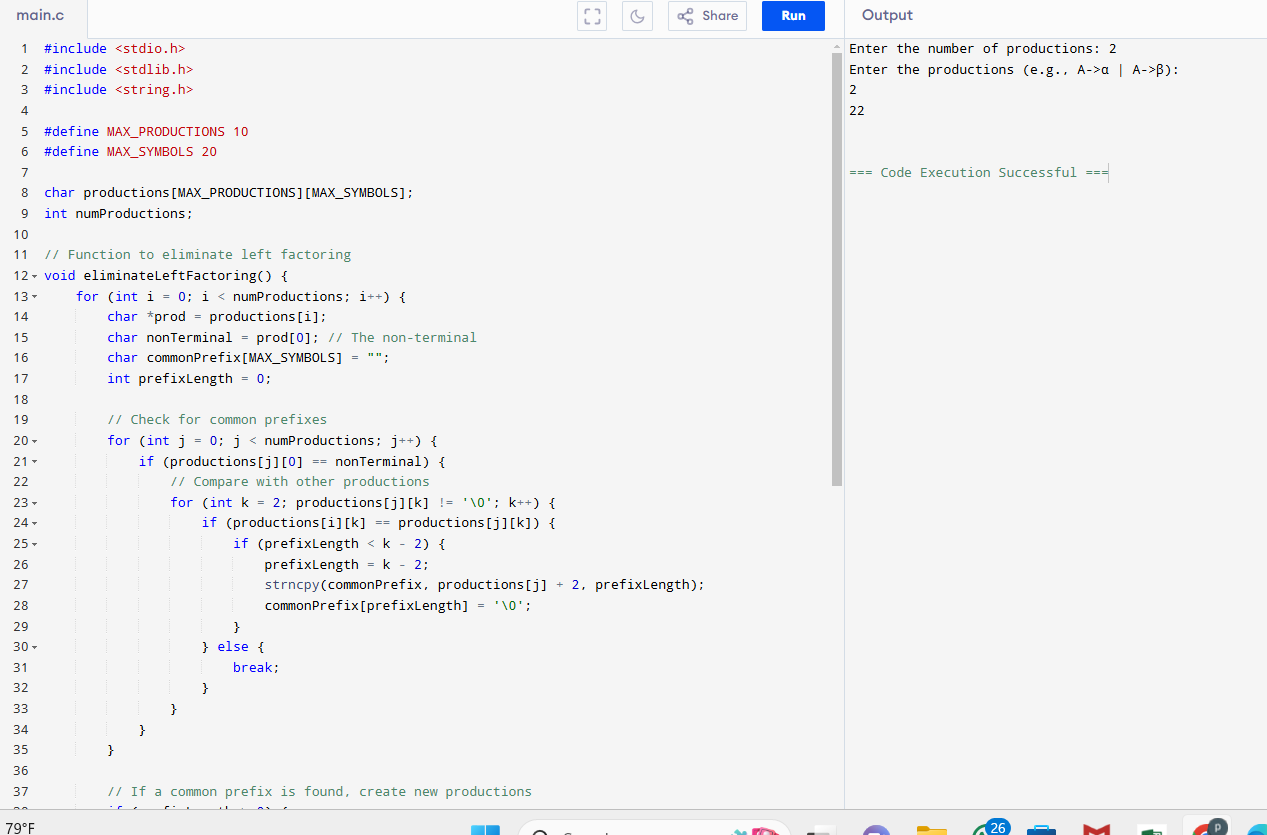 main.c
Share
Run
Output
1 #include <stdio.h>
2 #include <stdlib.h>
3 #include <string.h>
4
5 #define MAX_PRODUCTIONS 10
6 #define MAX_SYMBOLS 20
7
8 char productions[MAX_PRODUCTIONS][MAX_SYMBOLS];
9 int numProductions;
10
11 // Function to eliminate left factoring
12 void eliminateLeftFactoring() {
13     for (int i = 0; i < numProductions; i++) {
14         char *prod = productions[i];
15         char nonTerminal = prod[0]; // The non-terminal
16         char commonPrefix[MAX_SYMBOLS] = "";
17         int prefixLength = 0;
18
19         // Check for common prefixes
20         for (int j = 0; j < numProductions; j++) {
21             if (productions[j][0] == nonTerminal) {
22                 // Compare with other productions
23                 for (int k = 2; productions[j][k] != '\0'; k++) {
24                     if (productions[i][k] == productions[j][k]) {
25                         if (prefixLength < k - 2) {
26                             prefixLength = k - 2;
27                             strncpy(commonPrefix, productions[j] + 2, prefixLength);
28                             commonPrefix[prefixLength] = '\0';
29                         }
30                     } else {
31                         break;
32                     }
33                 }
34             }
35         }
36
37         // If a common prefix is found, create new productions
Enter the number of productions: 2
Enter the productions (e.g., A->α | A->β):
2
22
=== Code Execution Successful ===
79°F
26
p